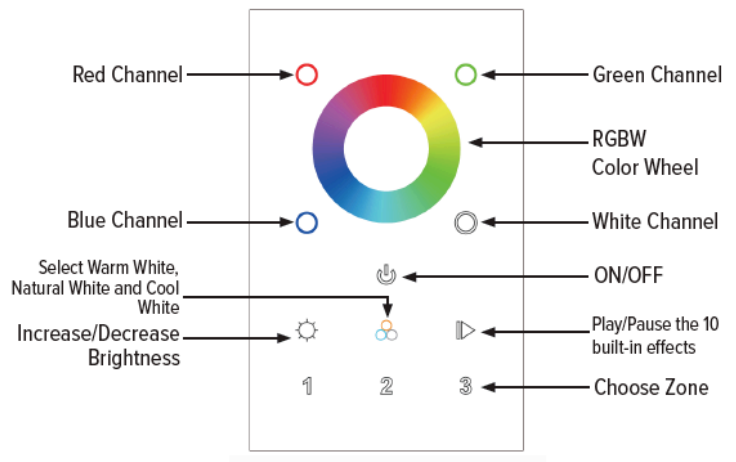 Red Channel
Green Channel
RGBW
Color Wheel
Blue Channel
White Channel
Select Warm White,
Natural White and Cool
White
ON/OFF
Increase/Decrease
Brightness
Play/Pause the 10
built-in effects
1 2 3
Choose Zone